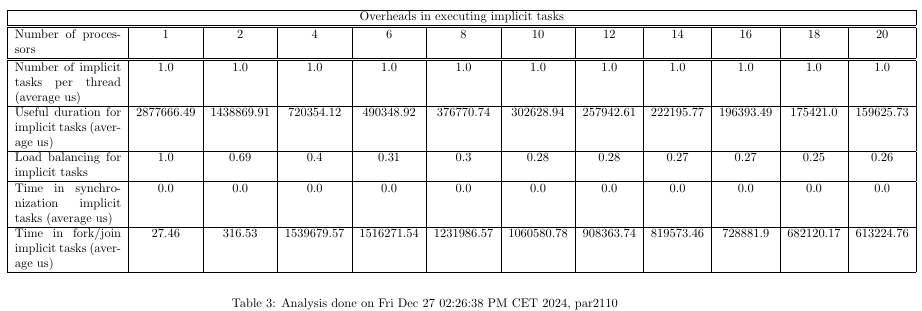 Overheads in executing implicit tasks
Number of proces-
sors
1 2 4 6 8 10 12 14 16 18 20
Number of implicit
tasks per thread
(average us)
1.0 1.0 1.0 1.0 1.0 1.0 1.0 1.0 1.0 1.0 1.0
Useful duration for
implicit tasks (aver-
age us)
2877666.49 1438869.91 720354.12 490348.92 376770.74 302628.94 257942.61 222195.77 196393.49 175421.0 159625.73
Load balancing for
implicit tasks
1.0 0.69 0.4 0.31 0.3 0.28 0.28 0.27 0.27 0.25 0.26
Time in synchro-
nization implicit
tasks (average us)
0.0 0.0 0.0 0.0 0.0 0.0 0.0 0.0 0.0 0.0 0.0
Time in fork/join
implicit tasks (aver-
age us)
27.46 316.53 1539679.57 1516271.54 1231986.57 1060580.78 908363.74 819573.46 728881.9 682120.17 613224.76
Table 3: Analysis done on Fri Dec 27 02:26:38 PM CET 2024, par2110